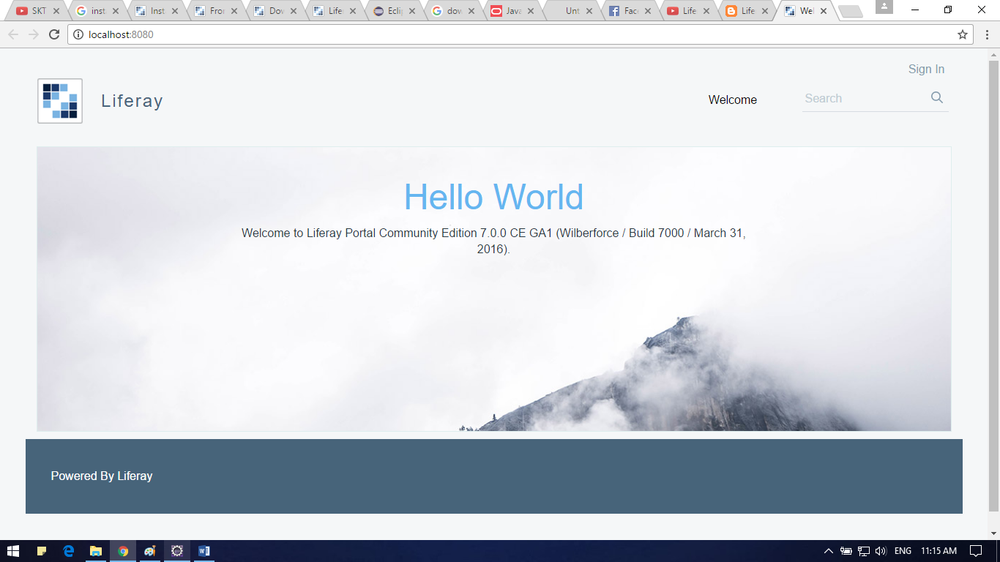 SKT
inst
Inst
Fron
Dov
Life
Eclip
dov
Java
Unt
Face
Life
Life
Wel
localhost:8080
Sign In
Liferay
Welcome
Search
Hello World
Welcome to Liferay Portal Community Edition 7.0.0 CE GA1 (Wilberforce / Build 7000 / March 31,
2016).
Powered By Liferay
ENG
11:15 AM